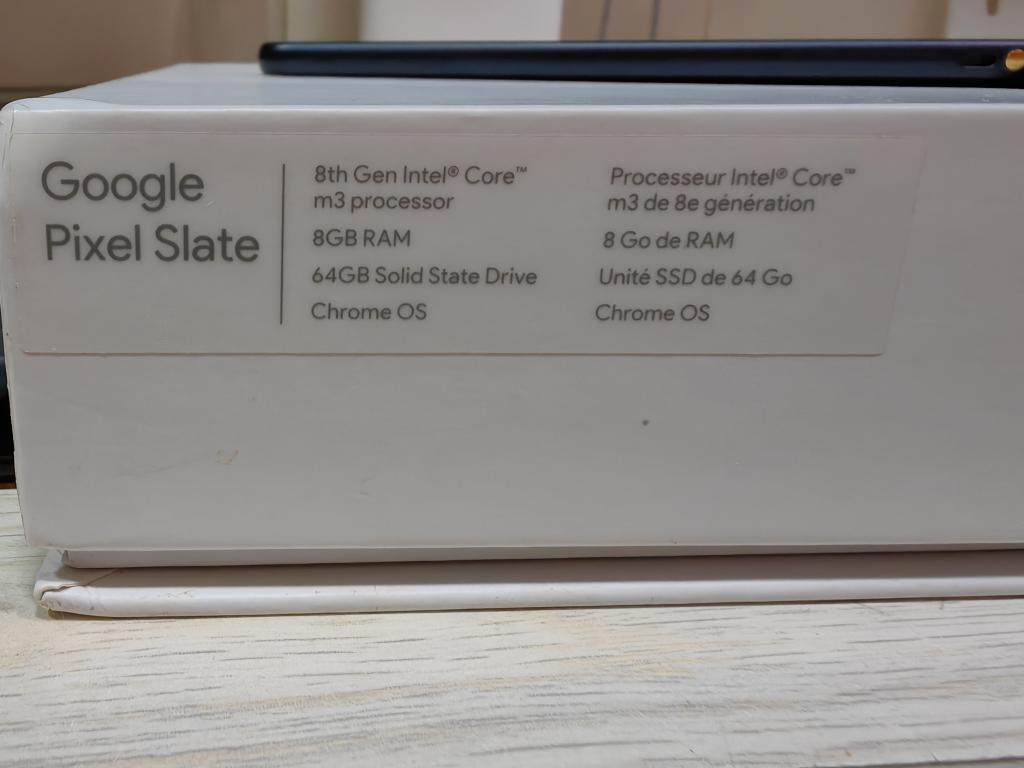 Google
Pixel Slate
8th Gen Intel® Core™
m3 processor
8GB RAM
64GB Solid State Drive
Chrome OS
Processeur Intel® Core™
m3 de 8e génération
8 Go de RAM
Unité SSD de 64 Go
Chrome OS